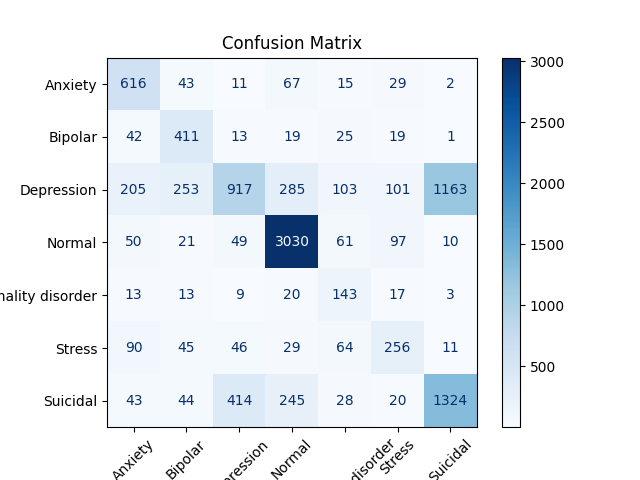 Confusion Matrix
Anxiety 616 43 11 67 15 29 2
Bipolar 42 411 13 19 25 19 1
Depression 205 253 917 285 103 101 1163
Normal 50 21 49 3030 61 97 10
nality disorder 13 13 9 20 143 17 3
Stress 90 45 46 29 64 256 11
Suicidal 43 44 414 245 28 20 1324
Anxiety Bipolar ression Normal disorder Stress Suicidal
3000
2500
2000
1500
1000
500